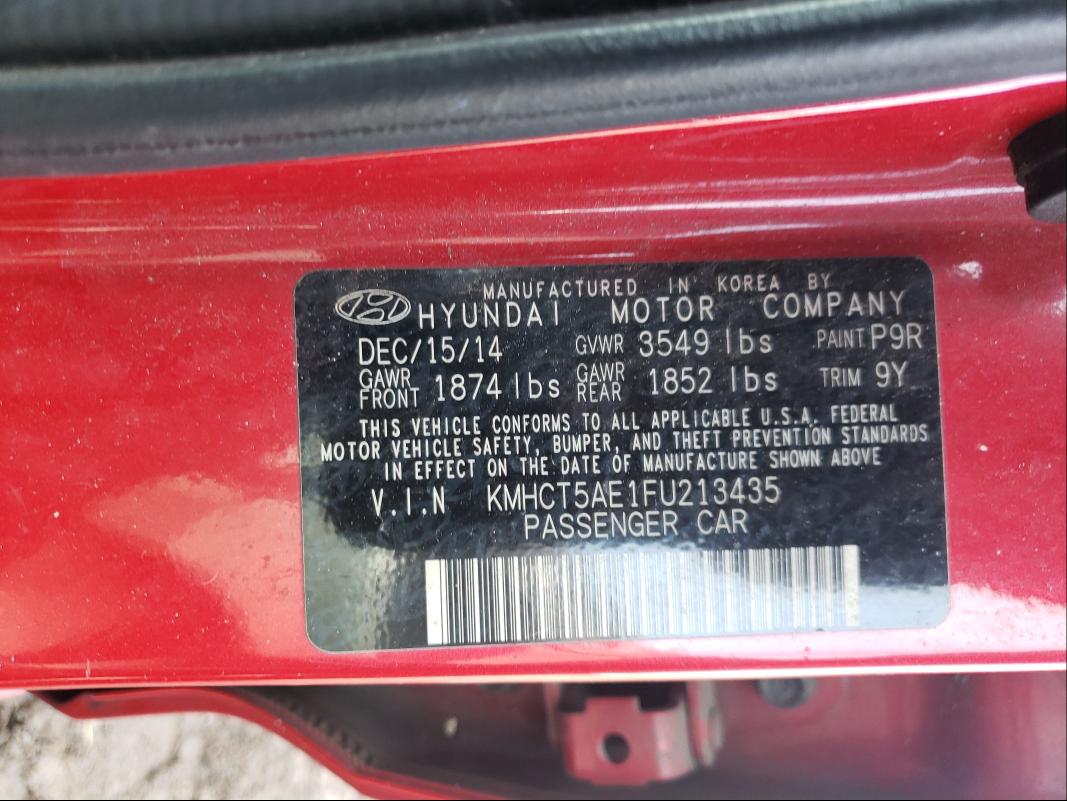 MANUFACTURED IN KOREA BY
HYUNDAI MOTOR COMPANY
DEC/15/14 GVWR 3549 lbs PAINT P9R
GAWR FRONT 1874 lbs GAWR REAR 1852 lbs TRIM 9Y
THIS VEHICLE CONFORMS TO ALL APPLICABLE U.S.A. FEDERAL
MOTOR VEHICLE SAFETY, BUMPER, AND THEFT PREVENTION STANDARDS
IN EFFECT ON THE DATE OF MANUFACTURE SHOWN ABOVE
V.I.N KMHCT5AE1FU213435
PASSENGER CAR